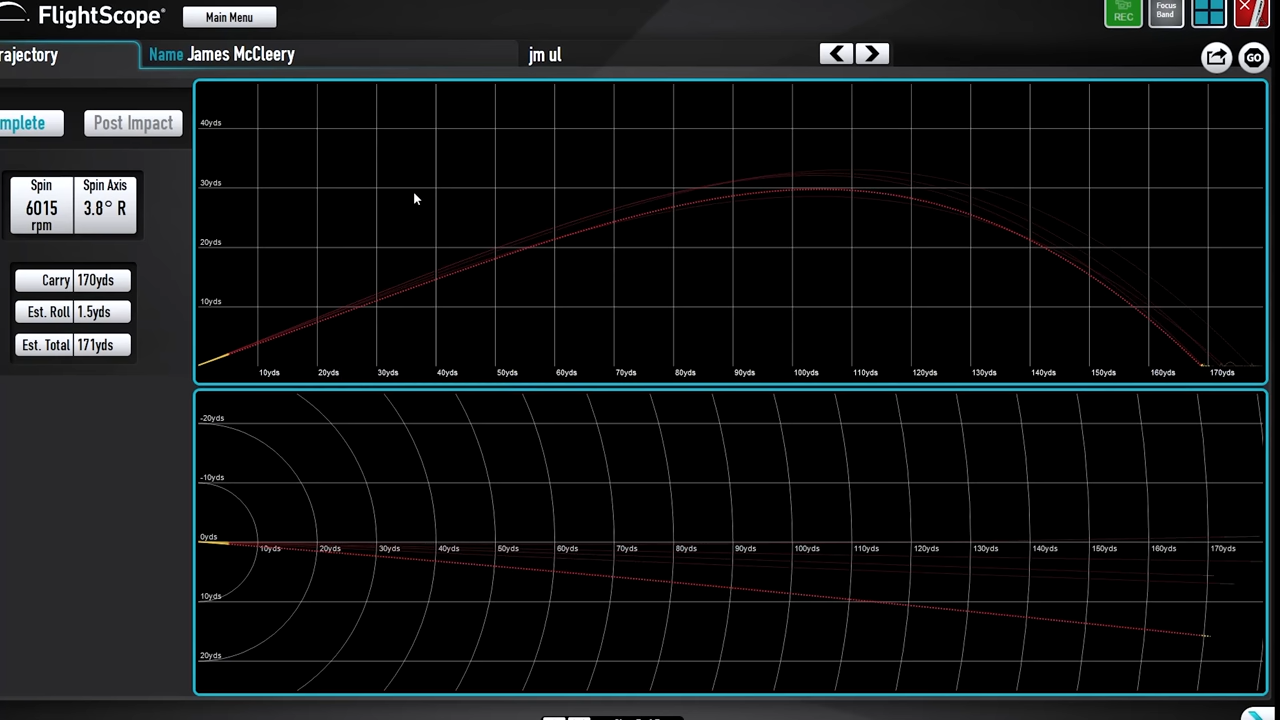 FlightScope®
Main Menu
REC
Focus
Band
rajectory
Name James McCleery
jm ul
GO
mplete
Post Impact
Spin
6015
rpm
Spin Axis
3.8° R
Carry 170yds
Est. Roll 1.5yds
Est. Total 171yds
40yds
30yds
20yds
10yds
10yds 20yds 30yds 40yds 50yds 60yds 70yds 80yds 90yds 100yds 110yds 120yds 130yds 140yds 150yds 160yds 170yds
-20yds
-10yds
0yds
10yds 20yds 30yds 40yds 50yds 60yds 70yds 80yds 90yds 100yds 110yds 120yds 130yds 140yds 150yds 160yds 170yds
10yds
20yds